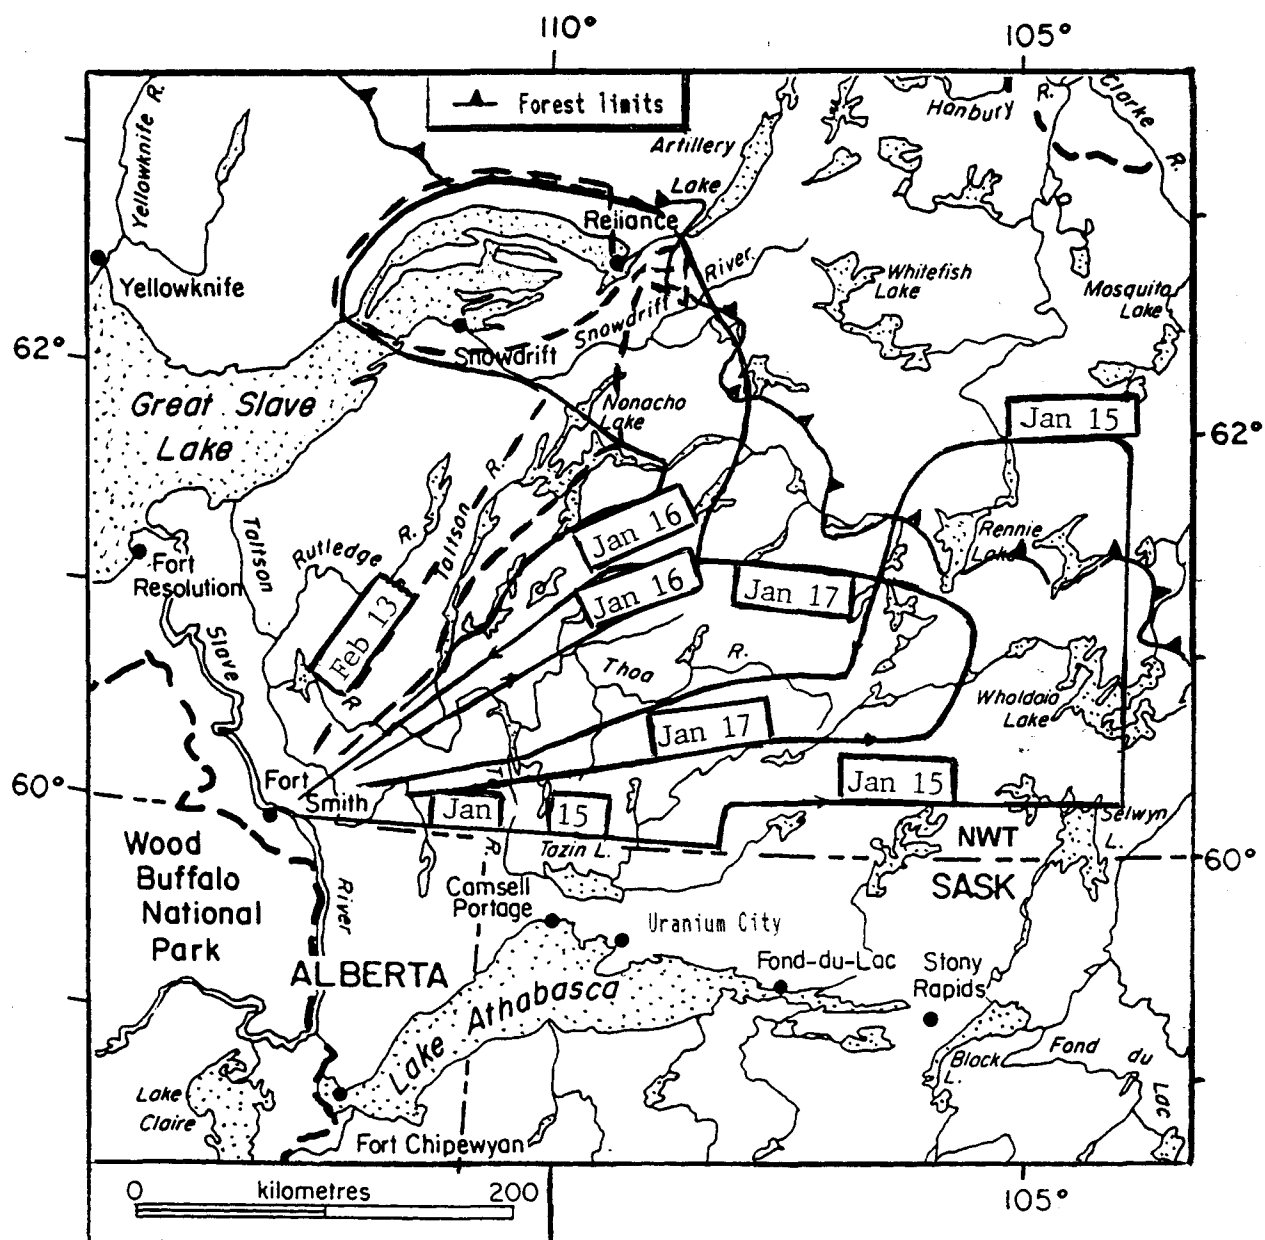 110°
105°
Forest limits
Yellowknife R.
Hanbury
R.
Clarke
R.
Artillery
Lake
Reliance
River
Yellowknife
Whitefish
Lake
Mosquito
Lake
Snowdrift
62°
Snowdrift
Great Slave
Lake
Nonacho
Lake
Jan 15
62°
R.
Taltson
Jan 16
Rutledge
R.
Taltson
Rennie
Lake
Fort
Resolution
Jan 16
Jan 17
Feb 13
R.
Slave
Thoa
R.
R
Wholdaia
Lake
Jan 17
60°
Fort
Smith
T.
Jan 15
Jan 15
Selwyn
L.
R.
Tazin L.
NWT
60°
SASK
Wood
Buffalo
National
Park
River
Camsell
Portage
Uranium City
ALBERTA
Fond-du-Lac
Stony
Rapids
Lake Athabasca
Black
L.
Fond du
Lac
Lake
Claire
Fort Chipewyan
0 kilometres 200
105°